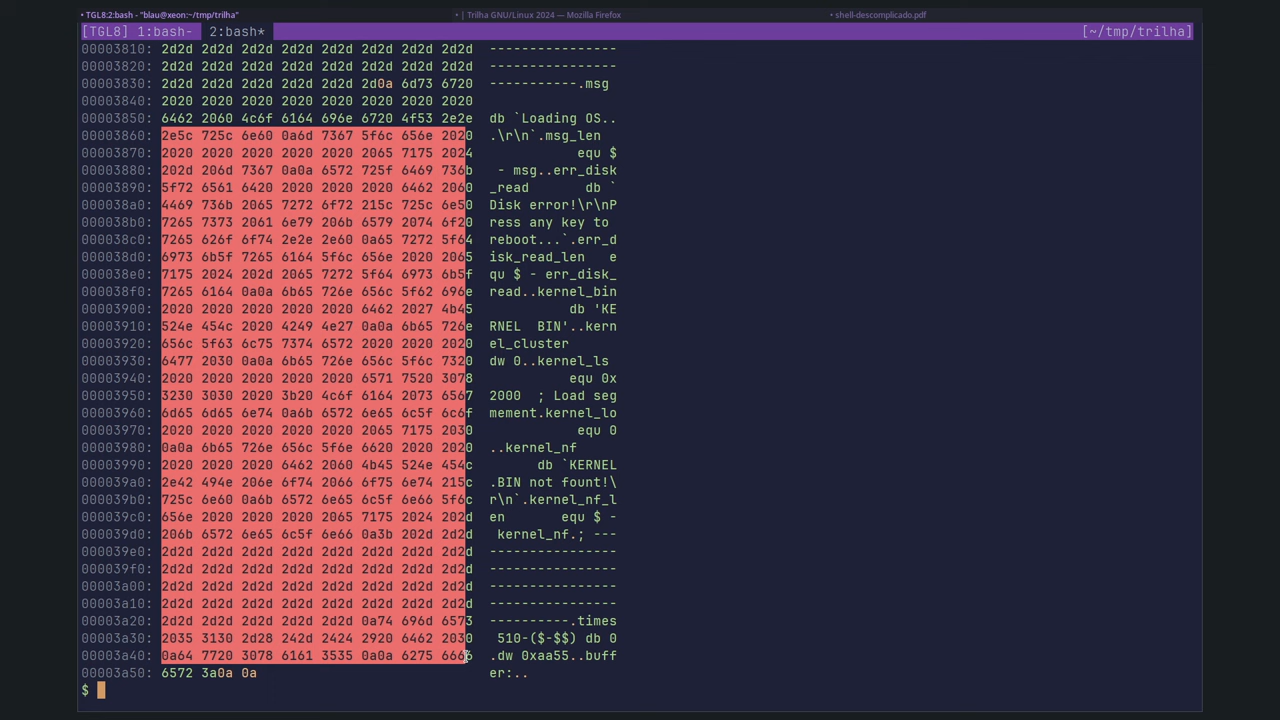 • TGL8:2:bash - "blau@xeon:~/tmp/trilha" • | Trilha GNU/Linux 2024 — Mozilla Firefox • shell-descomplicado.pdf
[TGL8] 1:bash- 2:bash* [~/tmp/trilha]
00003810: 2d2d 2d2d 2d2d 2d2d 2d2d 2d2d 2d2d 2d2d ----------------
00003820: 2d2d 2d2d 2d2d 2d2d 2d2d 2d2d 2d2d 2d2d ----------------
00003830: 2d2d 2d2d 2d2d 2d2d 2d2d 2d0a 6d73 6720 -----------.msg
00003840: 2020 2020 2020 2020 2020 2020 2020 2020
00003850: 6462 2060 4c6f 6164 696e 6720 4f53 2e2e db `Loading OS..
00003860: 2e5c 725c 6e60 0a6d 7367 5f6c 656e 2020 .\r\n`.msg_len
00003870: 2020 2020 2020 2020 2020 2065 7175 2024 equ $
00003880: 202d 206d 7367 0a0a 6572 725f 6469 736b - msg..err_disk
00003890: 5f72 6561 6420 2020 2020 2020 6462 2060 _read db `
000038a0: 4469 736b 2065 7272 6f72 215c 725c 6e50 Disk error!\r\nP
000038b0: 7265 7373 2061 6e79 206b 6579 2074 6f20 ress any key to
000038c0: 7265 626f 6f74 2e2e 2e60 0a65 7272 5f64 reboot...`.err_d
000038d0: 6973 6b5f 7265 6164 5f6c 656e 2020 2065 isk_read_len e
000038e0: 7175 2024 202d 2065 7272 5f64 6973 6b5f qu $ - err_disk_
000038f0: 7265 6164 0a0a 6b65 726e 656c 5f62 696e read..kernel_bin
00003900: 2020 2020 2020 2020 2020 6462 2027 4b45 db 'KE
00003910: 524e 454c 2020 4249 4e27 0a0a 6b65 726e RNEL BIN'..kern
00003920: 656c 5f63 6c75 7374 6572 2020 2020 2020 el_cluster
00003930: 6477 2030 0a0a 6b65 726e 656c 5f6c 7320 dw 0..kernel_ls
00003940: 2020 2020 2020 2020 2020 6571 7520 3078 equ 0x
00003950: 3230 3030 2020 3b20 4c6f 6164 2073 6567 2000 ; Load seg
00003960: 6d65 6d65 6e74 0a6b 6572 6e65 6c5f 6c6f mement.kernel_lo
00003970: 2020 2020 2020 2020 2020 2065 7175 2030 equ 0
00003980: 0a0a 6b65 726e 656c 5f6e 6620 2020 2020 ..kernel_nf
00003990: 2020 2020 2020 6462 2060 4b45 524e 454c db `KERNEL
000039a0: 2e42 494e 206e 6f74 2066 6f75 6e74 215c .BIN not fount!\
000039b0: 725c 6e60 0a6b 6572 6e65 6c5f 6e66 5f6c r\n`.kernel_nf_l
000039c0: 656e 2020 2020 2020 2065 7175 2024 202d en equ $ -
000039d0: 206b 6572 6e65 6c5f 6e66 0a3b 202d 2d2d kernel_nf.; ---
000039e0: 2d2d 2d2d 2d2d 2d2d 2d2d 2d2d 2d2d 2d2d ----------------
000039f0: 2d2d 2d2d 2d2d 2d2d 2d2d 2d2d 2d2d 2d2d ----------------
00003a00: 2d2d 2d2d 2d2d 2d2d 2d2d 2d2d 2d2d 2d2d ----------------
00003a10: 2d2d 2d2d 2d2d 2d2d 2d2d 2d2d 2d2d 2d2d ----------------
00003a20: 2d2d 2d2d 2d2d 2d2d 2d2d 0a74 696d 6573 ----------.times
00003a30: 2035 3130 2d28 242d 2424 2920 6462 2030 510-($-$$) db 0
00003a40: 0a64 7720 3078 6161 3535 0a0a 6275 6666 .dw 0xaa55..buff
00003a50: 6572 3a0a 0a er:..
$